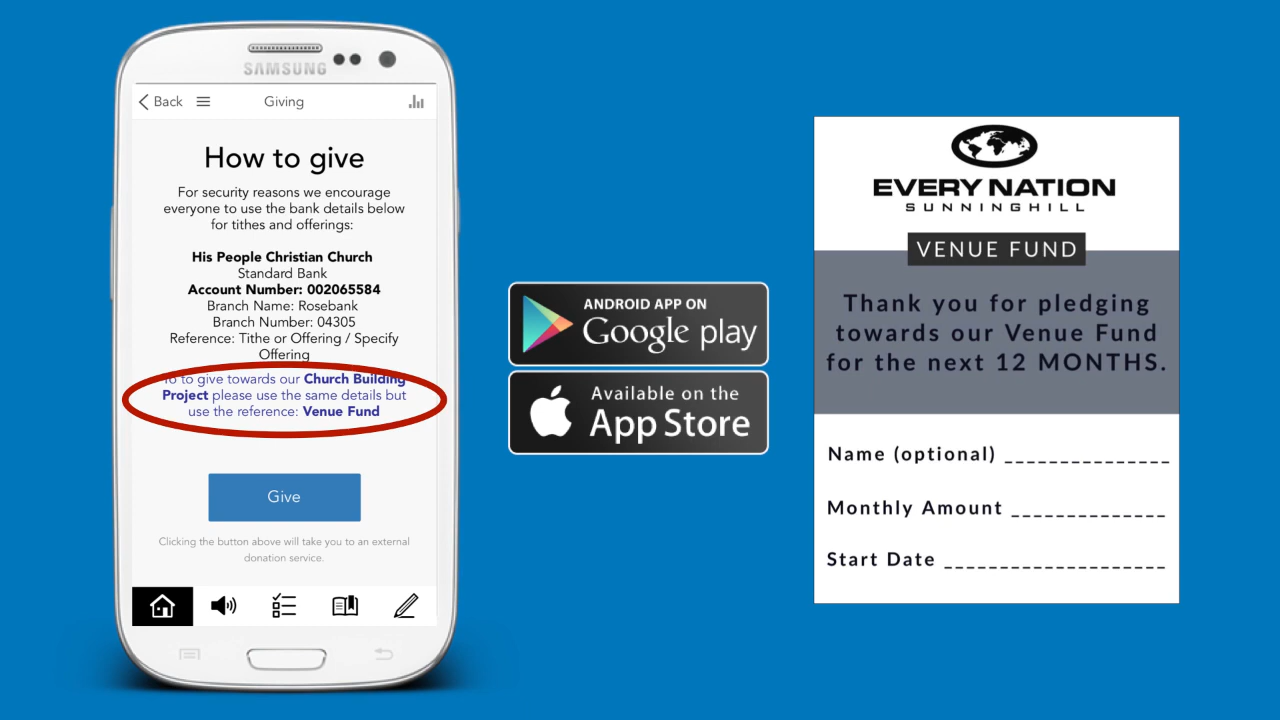 SAMSUNG
Back
Giving
How to give
For security reasons we encourage
everyone to use the bank details below
for tithes and offerings:
His People Christian Church
Standard Bank
Account Number: 002065584
Branch Name: Rosebank
Branch Number: 04305
Reference: Tithe or Offering / Specify
Offering
To to give towards our Church Building
Project please use the same details but
use the reference: Venue Fund
Give
Clicking the button above will take you to an external
donation service.
ANDROID APP ON
Google play
Available on the
App Store
EVERY NATION
SUNNINGHILL
VENUE FUND
Thank you for pledging
towards our Venue Fund
for the next 12 MONTHS.
Name (optional) _______________
Monthly Amount ______________
Start Date ____________________